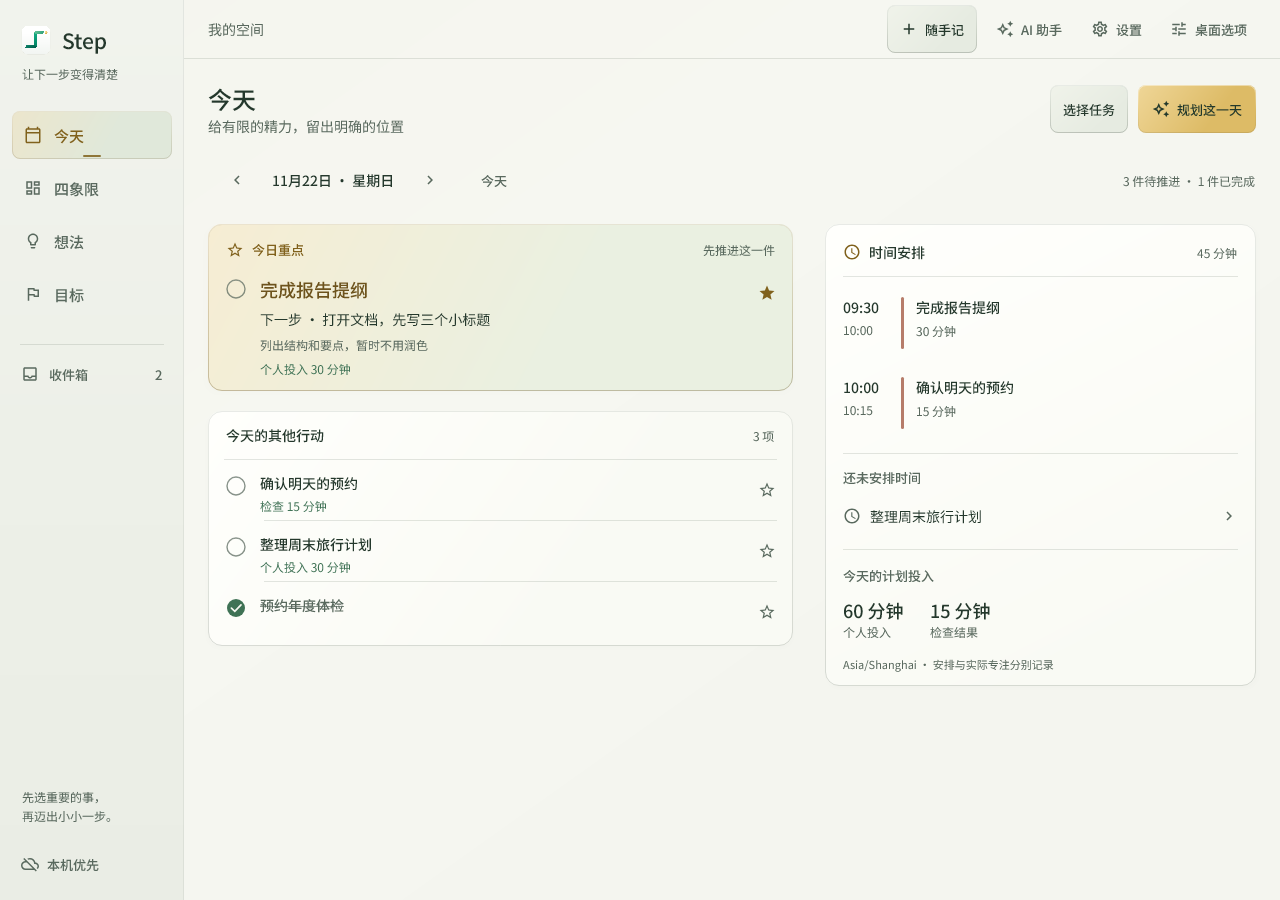 Step
让下一步变得清楚
今天
四象限
想法
目标
收件箱 2
先选重要的事，
再迈出小小一步。
本机优先
我的空间
随手记
AI 助手
设置
桌面选项
今天
给有限的精力，留出明确的位置
选择任务
规划这一天
11月22日 · 星期日
今天
3 件待推进 · 1 件已完成
今日重点
先推进这一件
完成报告提纲
下一步 · 打开文档，先写三个小标题
列出结构和要点，暂时不用润色
个人投入 30 分钟
今天的其他行动
3 项
确认明天的预约
检查 15 分钟
整理周末旅行计划
个人投入 30 分钟
预约年度体检
时间安排
45 分钟
09:30 完成报告提纲
10:00 30 分钟
10:00 确认明天的预约
10:15 15 分钟
还未安排时间
整理周末旅行计划
今天的计划投入
60 分钟 15 分钟
个人投入 检查结果
Asia/Shanghai · 安排与实际专注分别记录